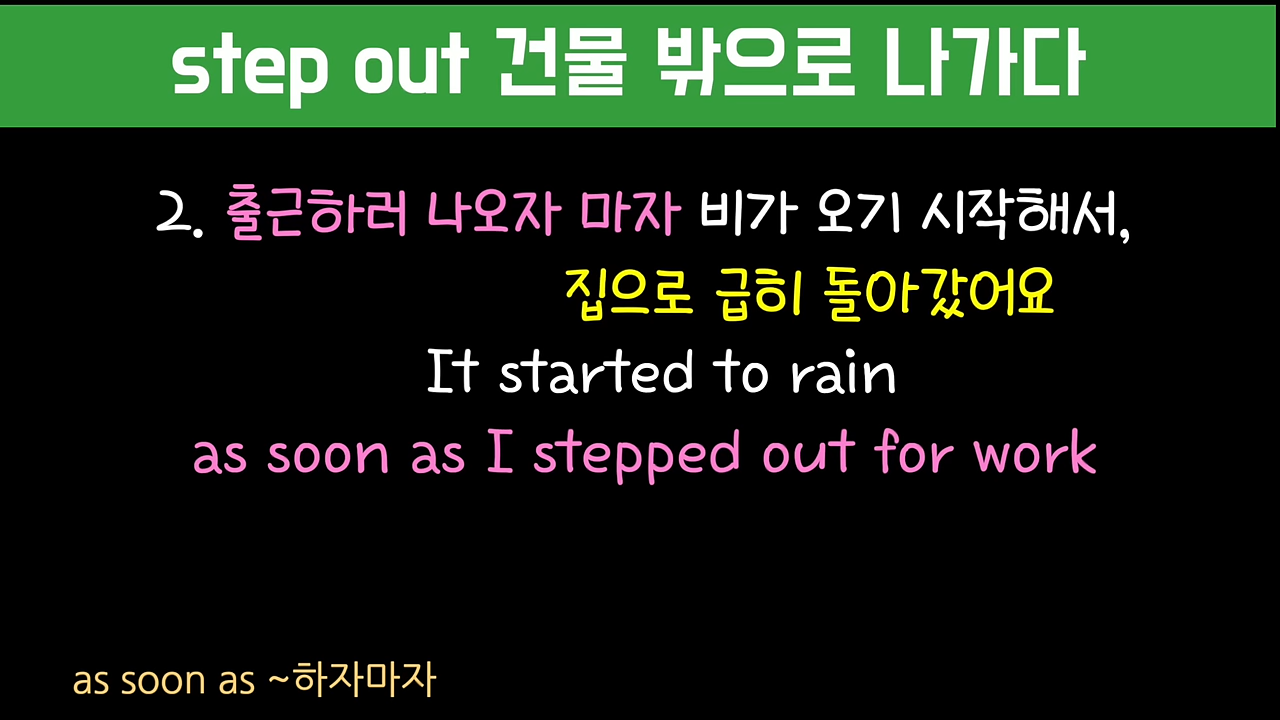 step out 건물 밖으로 나가다
2. 출근하러 나오자 마자 비가 오기 시작해서,
집으로 급히 돌아갔어요
It started to rain
as soon as I stepped out for work
as soon as ~하자마자